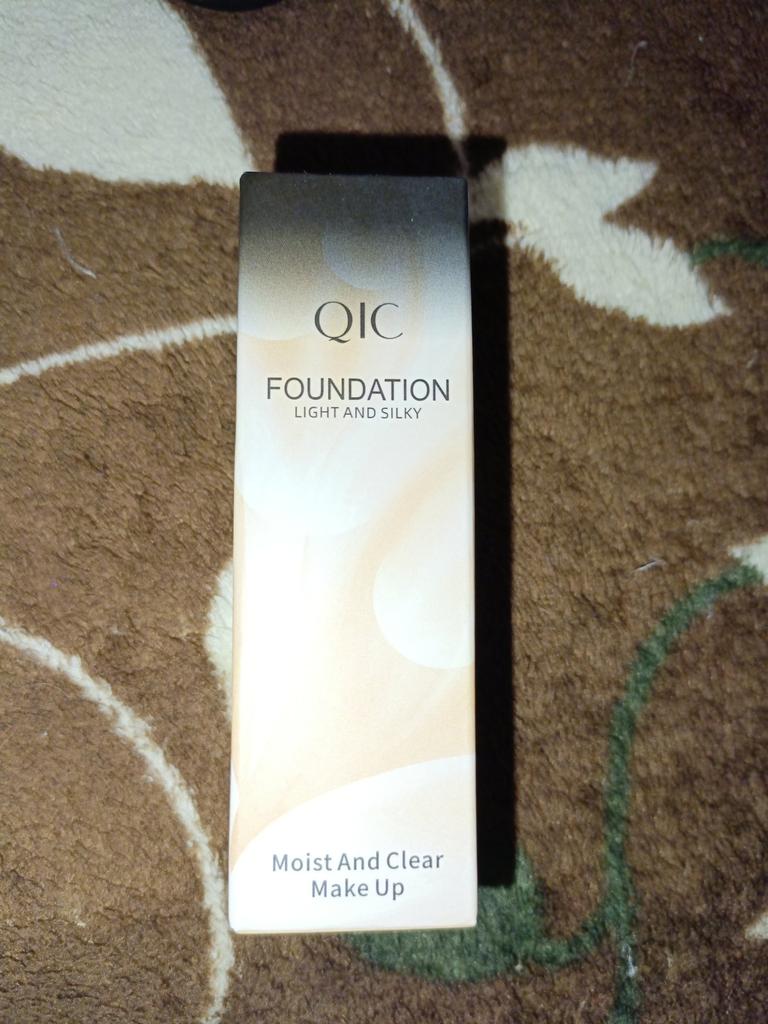 QIC
FOUNDATION
LIGHT AND SILKY
Moist And Clear
Make Up